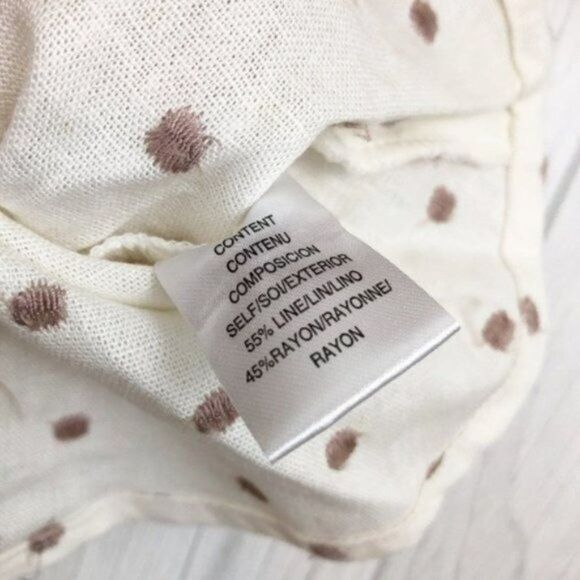 CONTENT
CONTENU
COMPOSICION
SELF/SOI/EXTERIOR
55% LINE/LIN/LINO
45%RAYON/RAYONNE/
RAYON